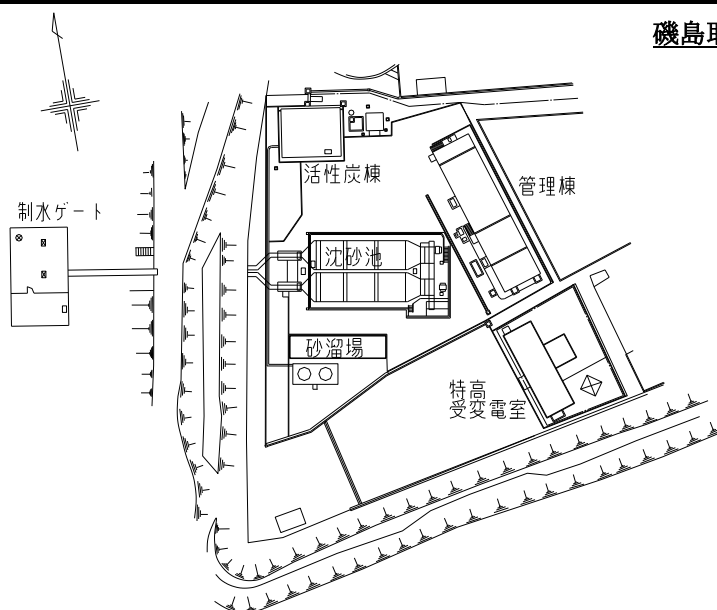 磯島取
活性炭棟
管理棟
制水ゲート
沈砂池
砂溜場
特高
受変電室